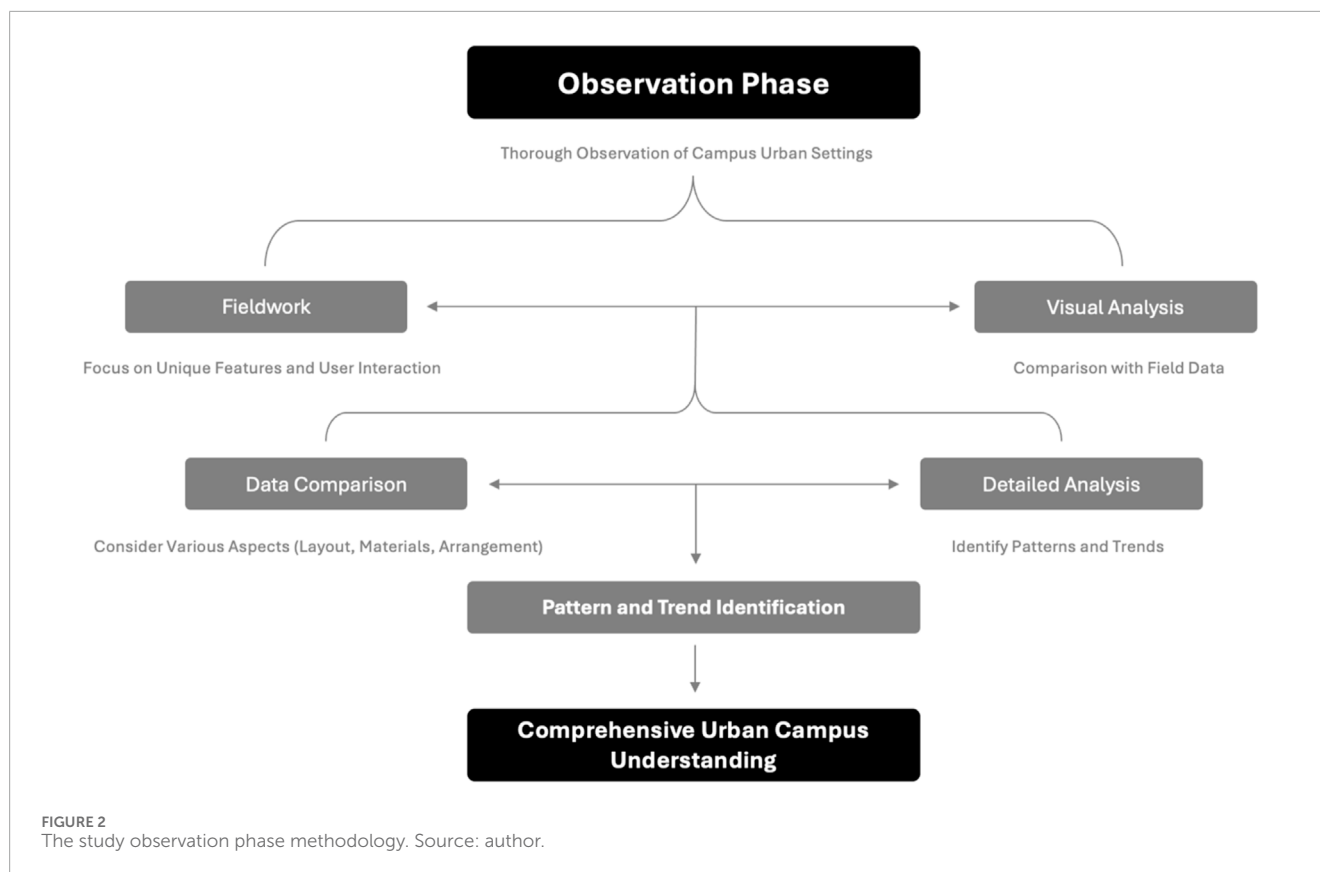 Observation Phase
Thorough Observation of Campus Urban Settings
Fieldwork
Visual Analysis
Focus on Unique Features and User Interaction
Comparison with Field Data
Data Comparison
Detailed Analysis
Consider Various Aspects (Layout, Materials, Arrangement)
Identify Patterns and Trends
Pattern and Trend Identification
Comprehensive Urban Campus
Understanding
FIGURE 2
The study observation phase methodology. Source: author.